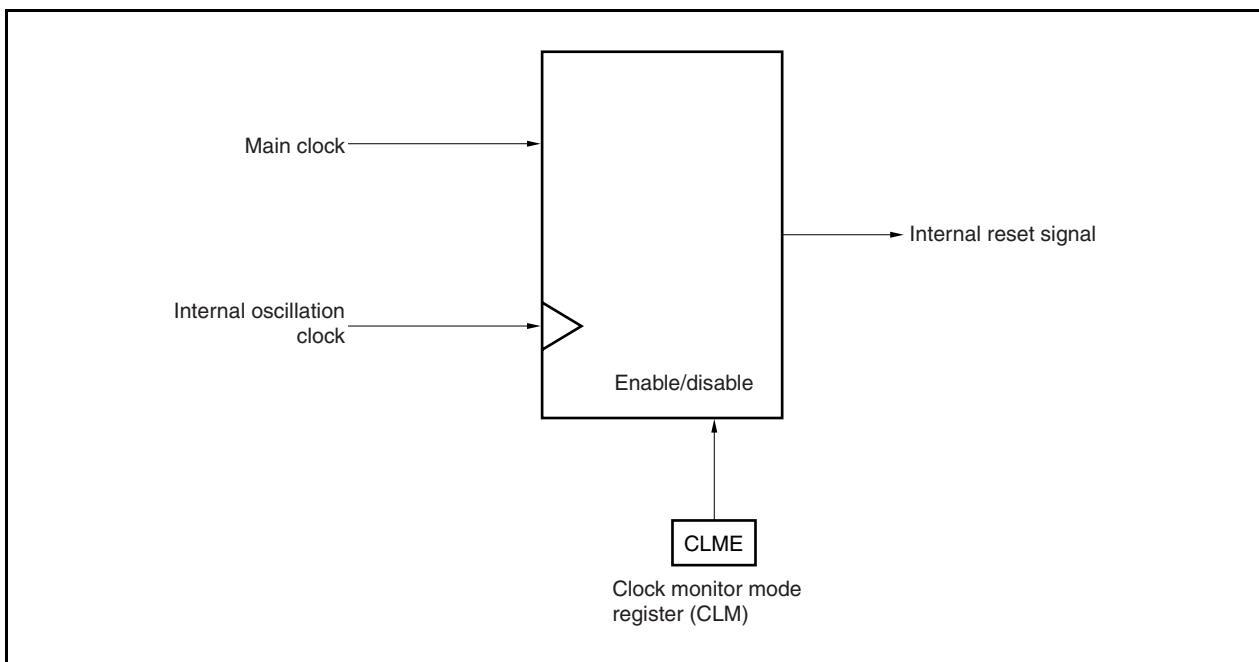 Main clock
Internal reset signal
Internal oscillation
clock
Enable/disable
CLME
Clock monitor mode
register (CLM)